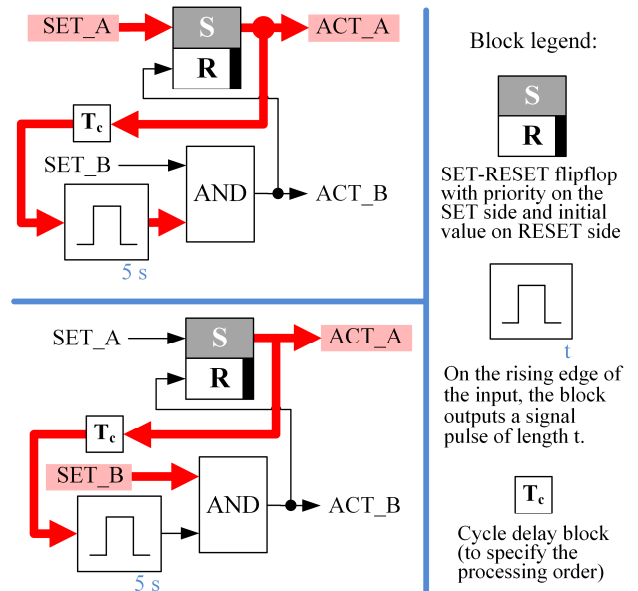 SET_A
S
ACT_A
R
Tc
SET_B
AND
ACT_B
5 s
SET_A
S
ACT_A
R
Tc
SET_B
AND
ACT_B
5 s
Block legend:
S
R
SET-RESET flipflop
with priority on the
SET side and initial
value on RESET side
t
On the rising edge of
the input, the block
outputs a signal
pulse of length t.
Tc
Cycle delay block
(to specify the
processing order)